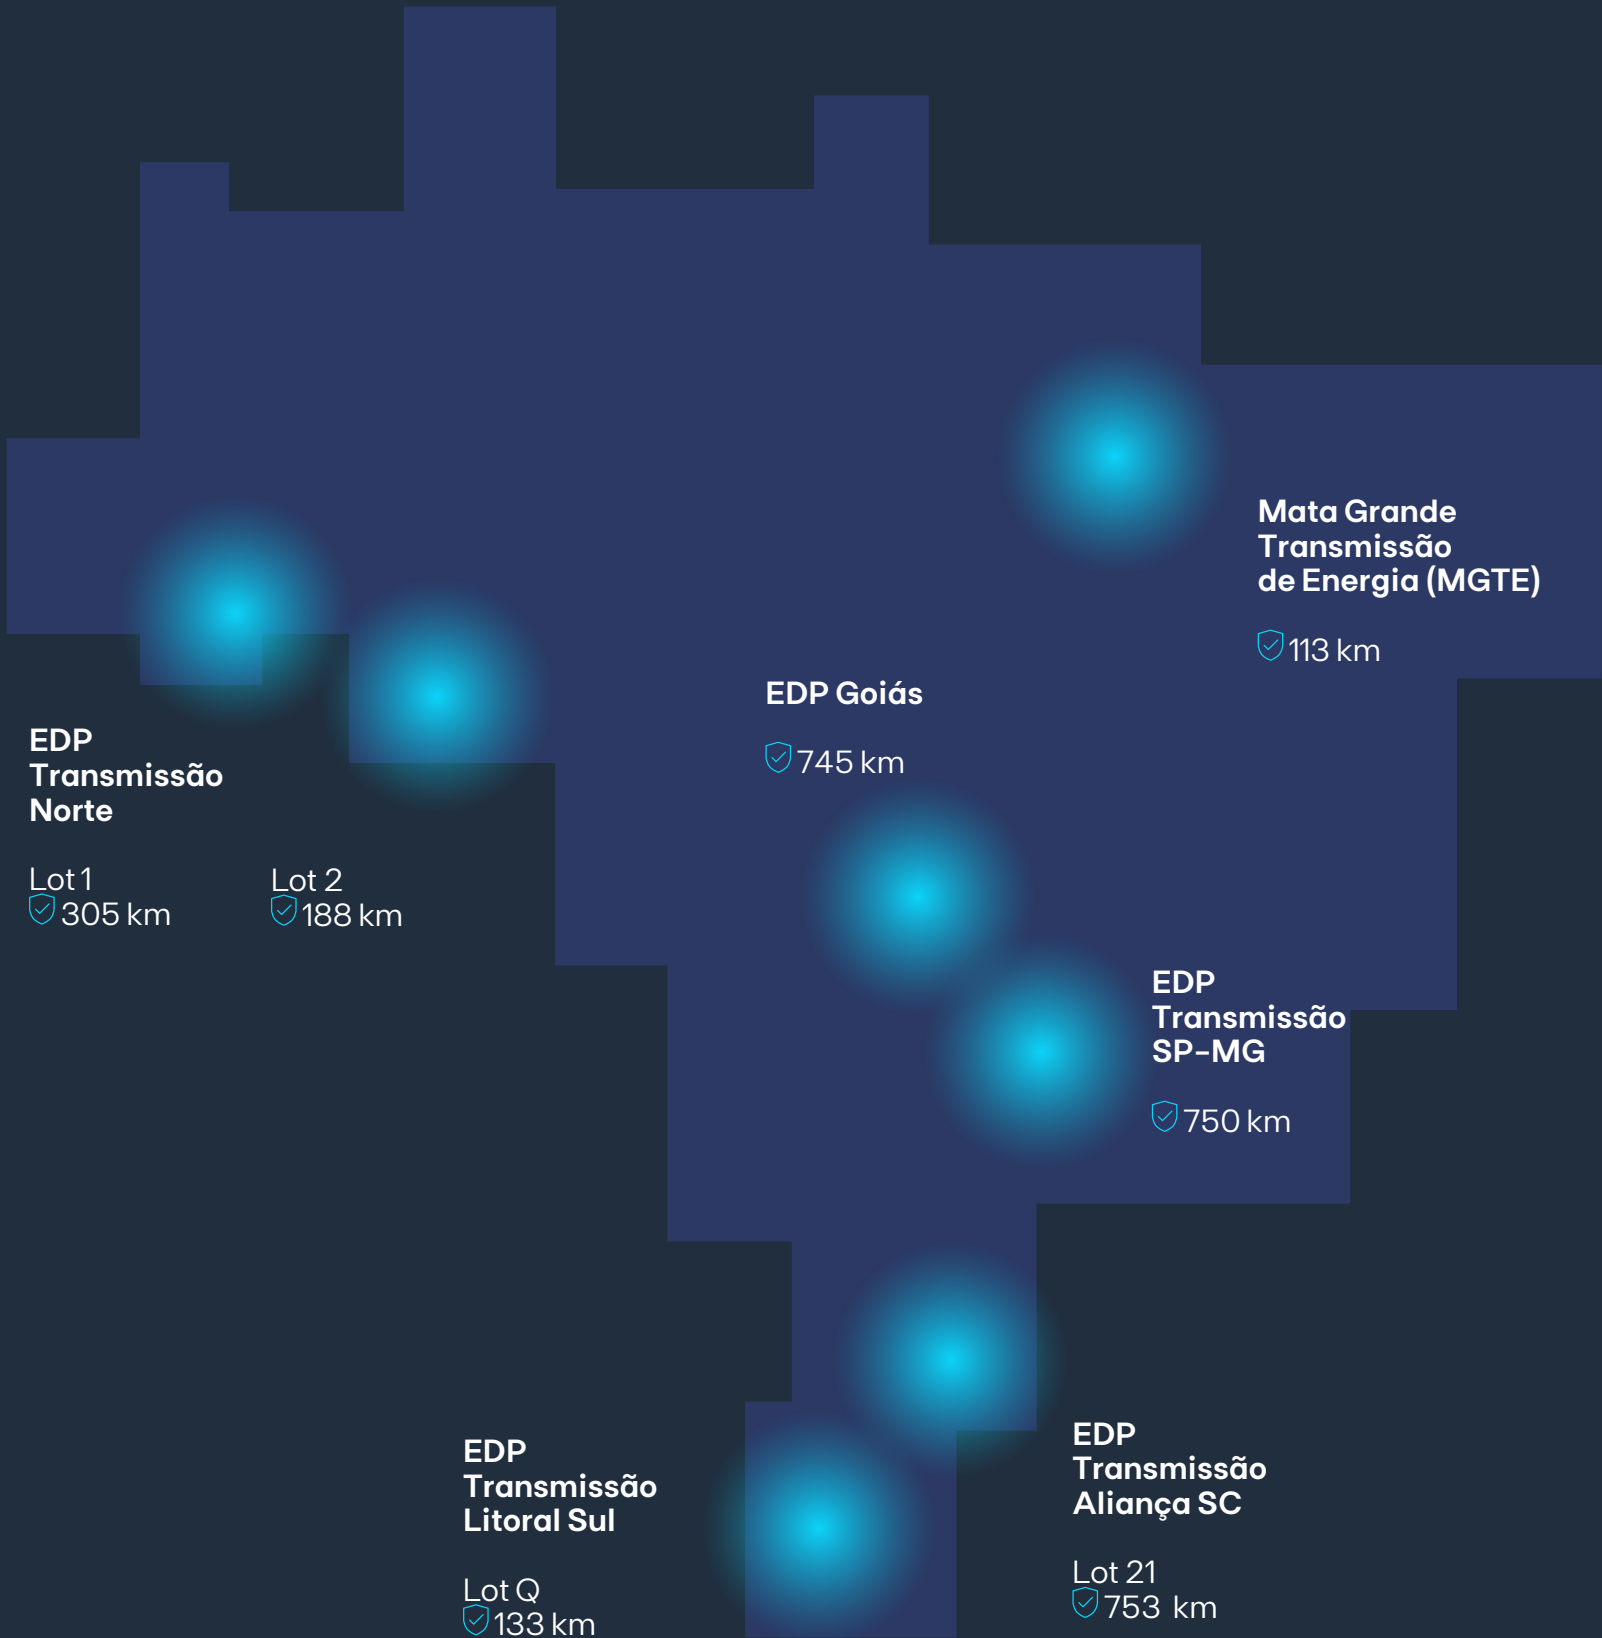 Mata Grande
Transmissão
de Energia (MGTE)
113 km
EDP Goiás
745 km
EDP
Transmissão
Norte
Lot 1
305 km
Lot 2
188 km
EDP
Transmissão
SP-MG
750 km
EDP
Transmissão
Litoral Sul
Lot Q
133 km
EDP
Transmissão
Aliança SC
Lot 21
753 km